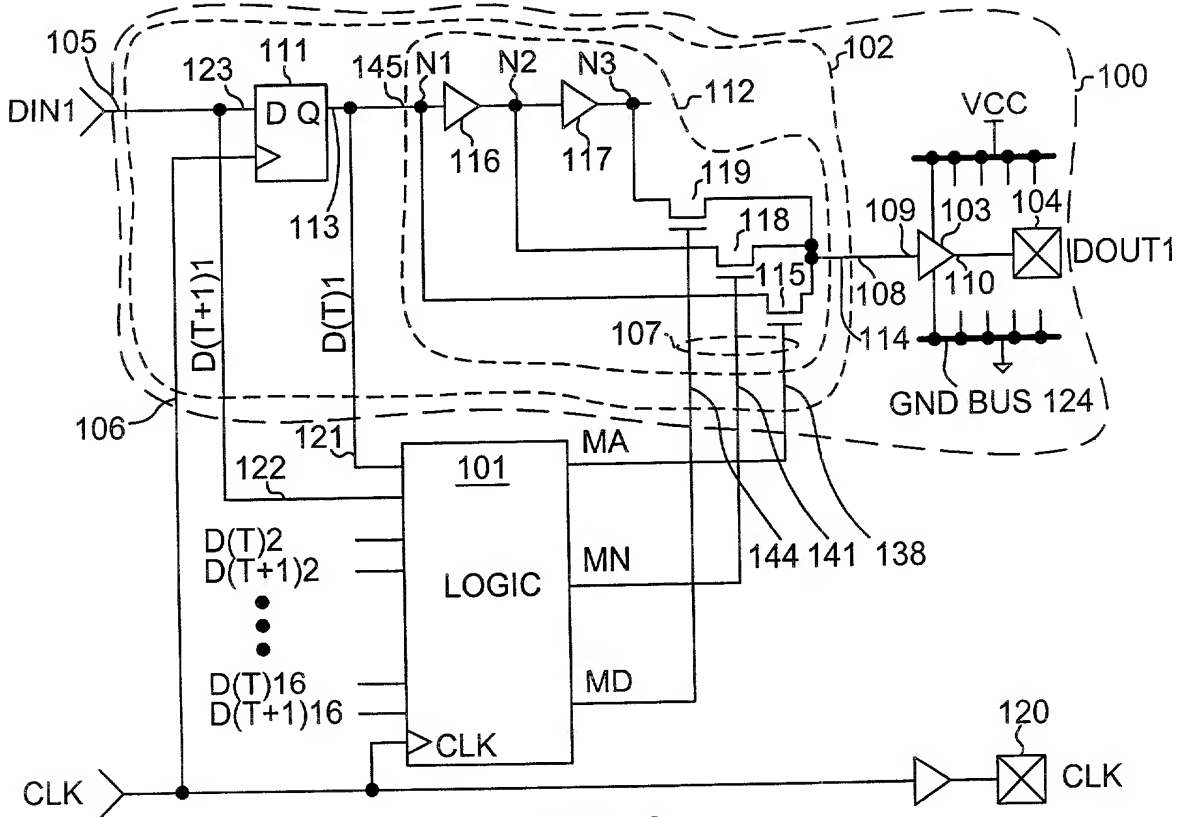 105
111
145 N1 N2 N3
102
100
123
112
VCC
DIN1
D Q
116
117
119
104
113
118
109
103
115
DOUT1
110
108
D(T+1)1
D(T)1
107
114
GND BUS 124
106
121
MA
101
122
D(T)2
D(T+1)2
144 141 138
MN
LOGIC
D(T)16
D(T+1)16
MD
120
CLK
CLK
CLK